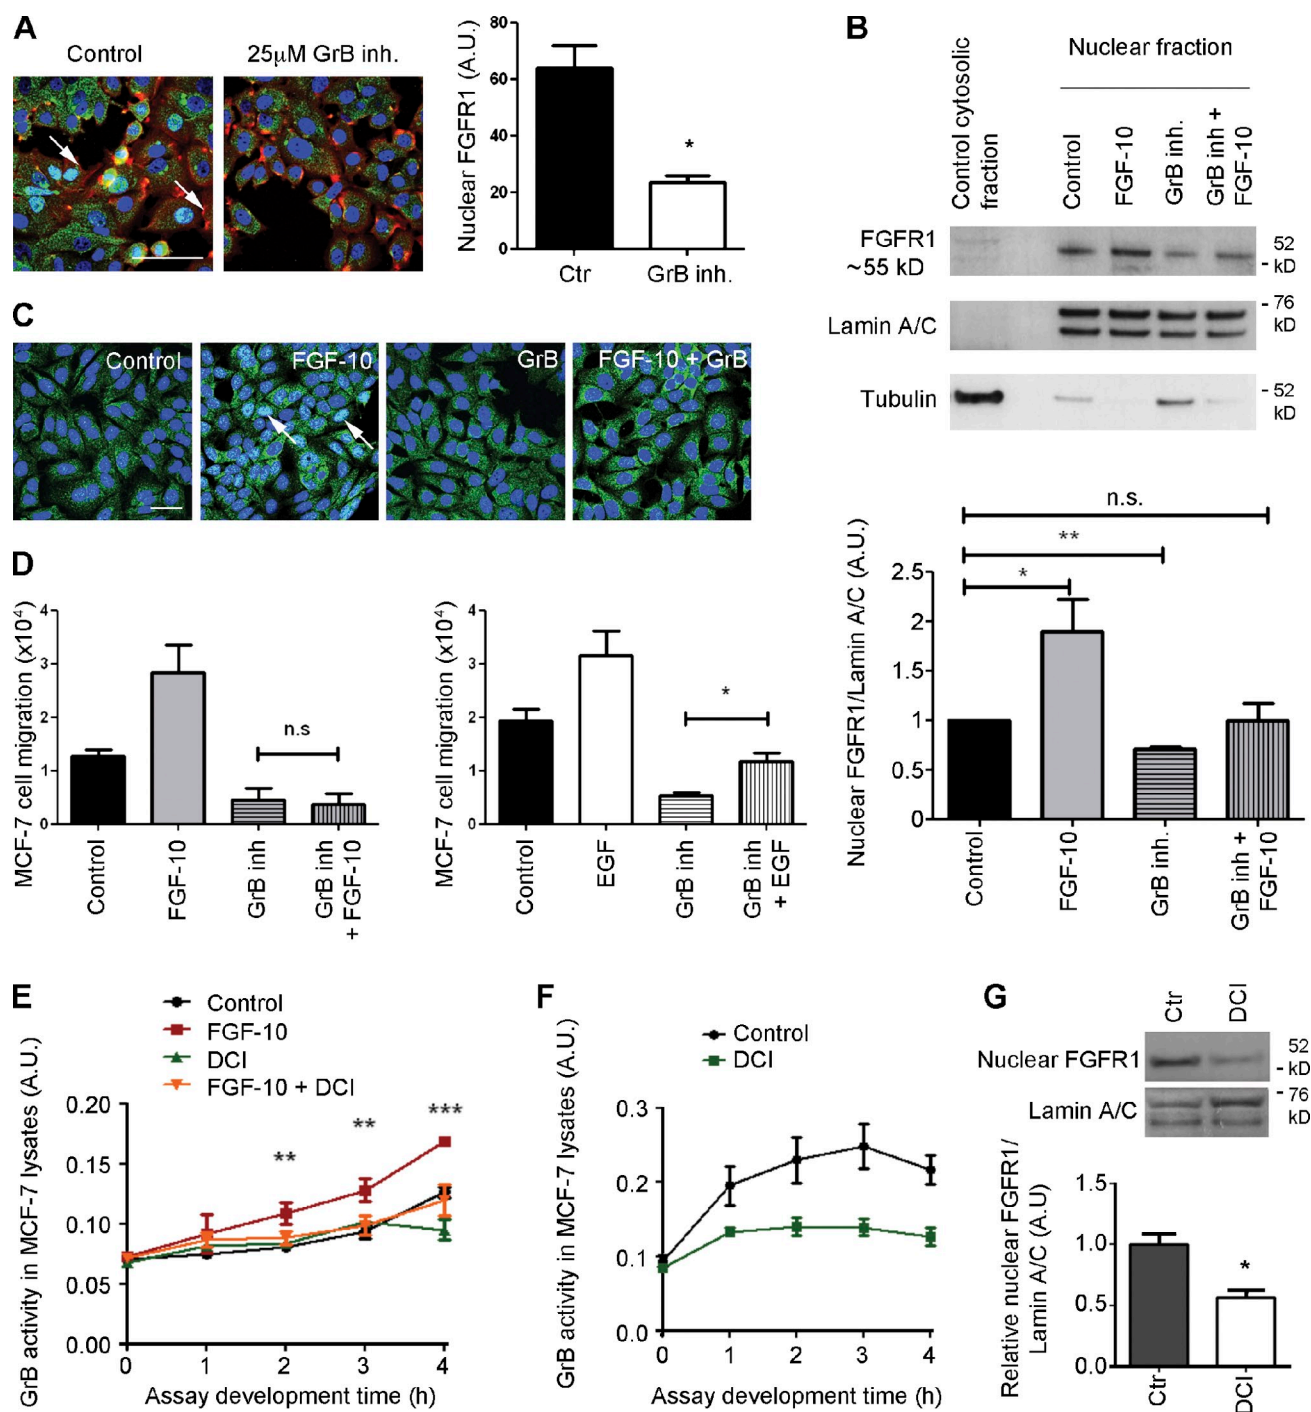 A
Control
25µM GrB inh.
Nuclear FGFR1 (A.U.)
80
60
40
20
0
*
Ctr
GrB inh.
B
Nuclear fraction
Control cytosolic
fraction
Control
FGF-10
GrB inh.
GrB inh +
FGF-10
FGFR1
~55 kD
52
- kD
Lamin A/C
- 76
kD
Tubulin
- 52
kD
n.s.
**
*
Nuclear FGFR1/Lamin A/C (A.U.)
2.5
2
1.5
1
0.5
0
Control
FGF-10
GrB inh.
GrB inh +
FGF-10
C
Control
FGF-10
GrB
FGF-10 + GrB
D
MCF-7 cell migration (x10⁴)
4
3
2
1
0
n.s
Control
FGF-10
GrB inh
GrB inh
+ FGF-10
MCF-7 cell migration (x10⁴)
4
3
2
1
0
*
Control
EGF
GrB inh
GrB inh
+ EGF
E
Control
FGF-10
DCI
FGF-10 + DCI
GrB activity in MCF-7 lysates (A.U.)
0.20
0.15
0.10
0.05
0.00
**
**
***
0 1 2 3 4
Assay development time (h)
F
Control
DCI
GrB activity in MCF-7 lysates (A.U.)
0.3
0.2
0.1
0.0
0 1 2 3 4
Assay development time (h)
G
Ctr
DCI
Nuclear FGFR1
52
- kD
Lamin A/C
- 76
kD
Relative nuclear FGFR1/
Lamin A/C (A.U)
1.5
1.0
0.5
0.0
*
Ctr
DCI